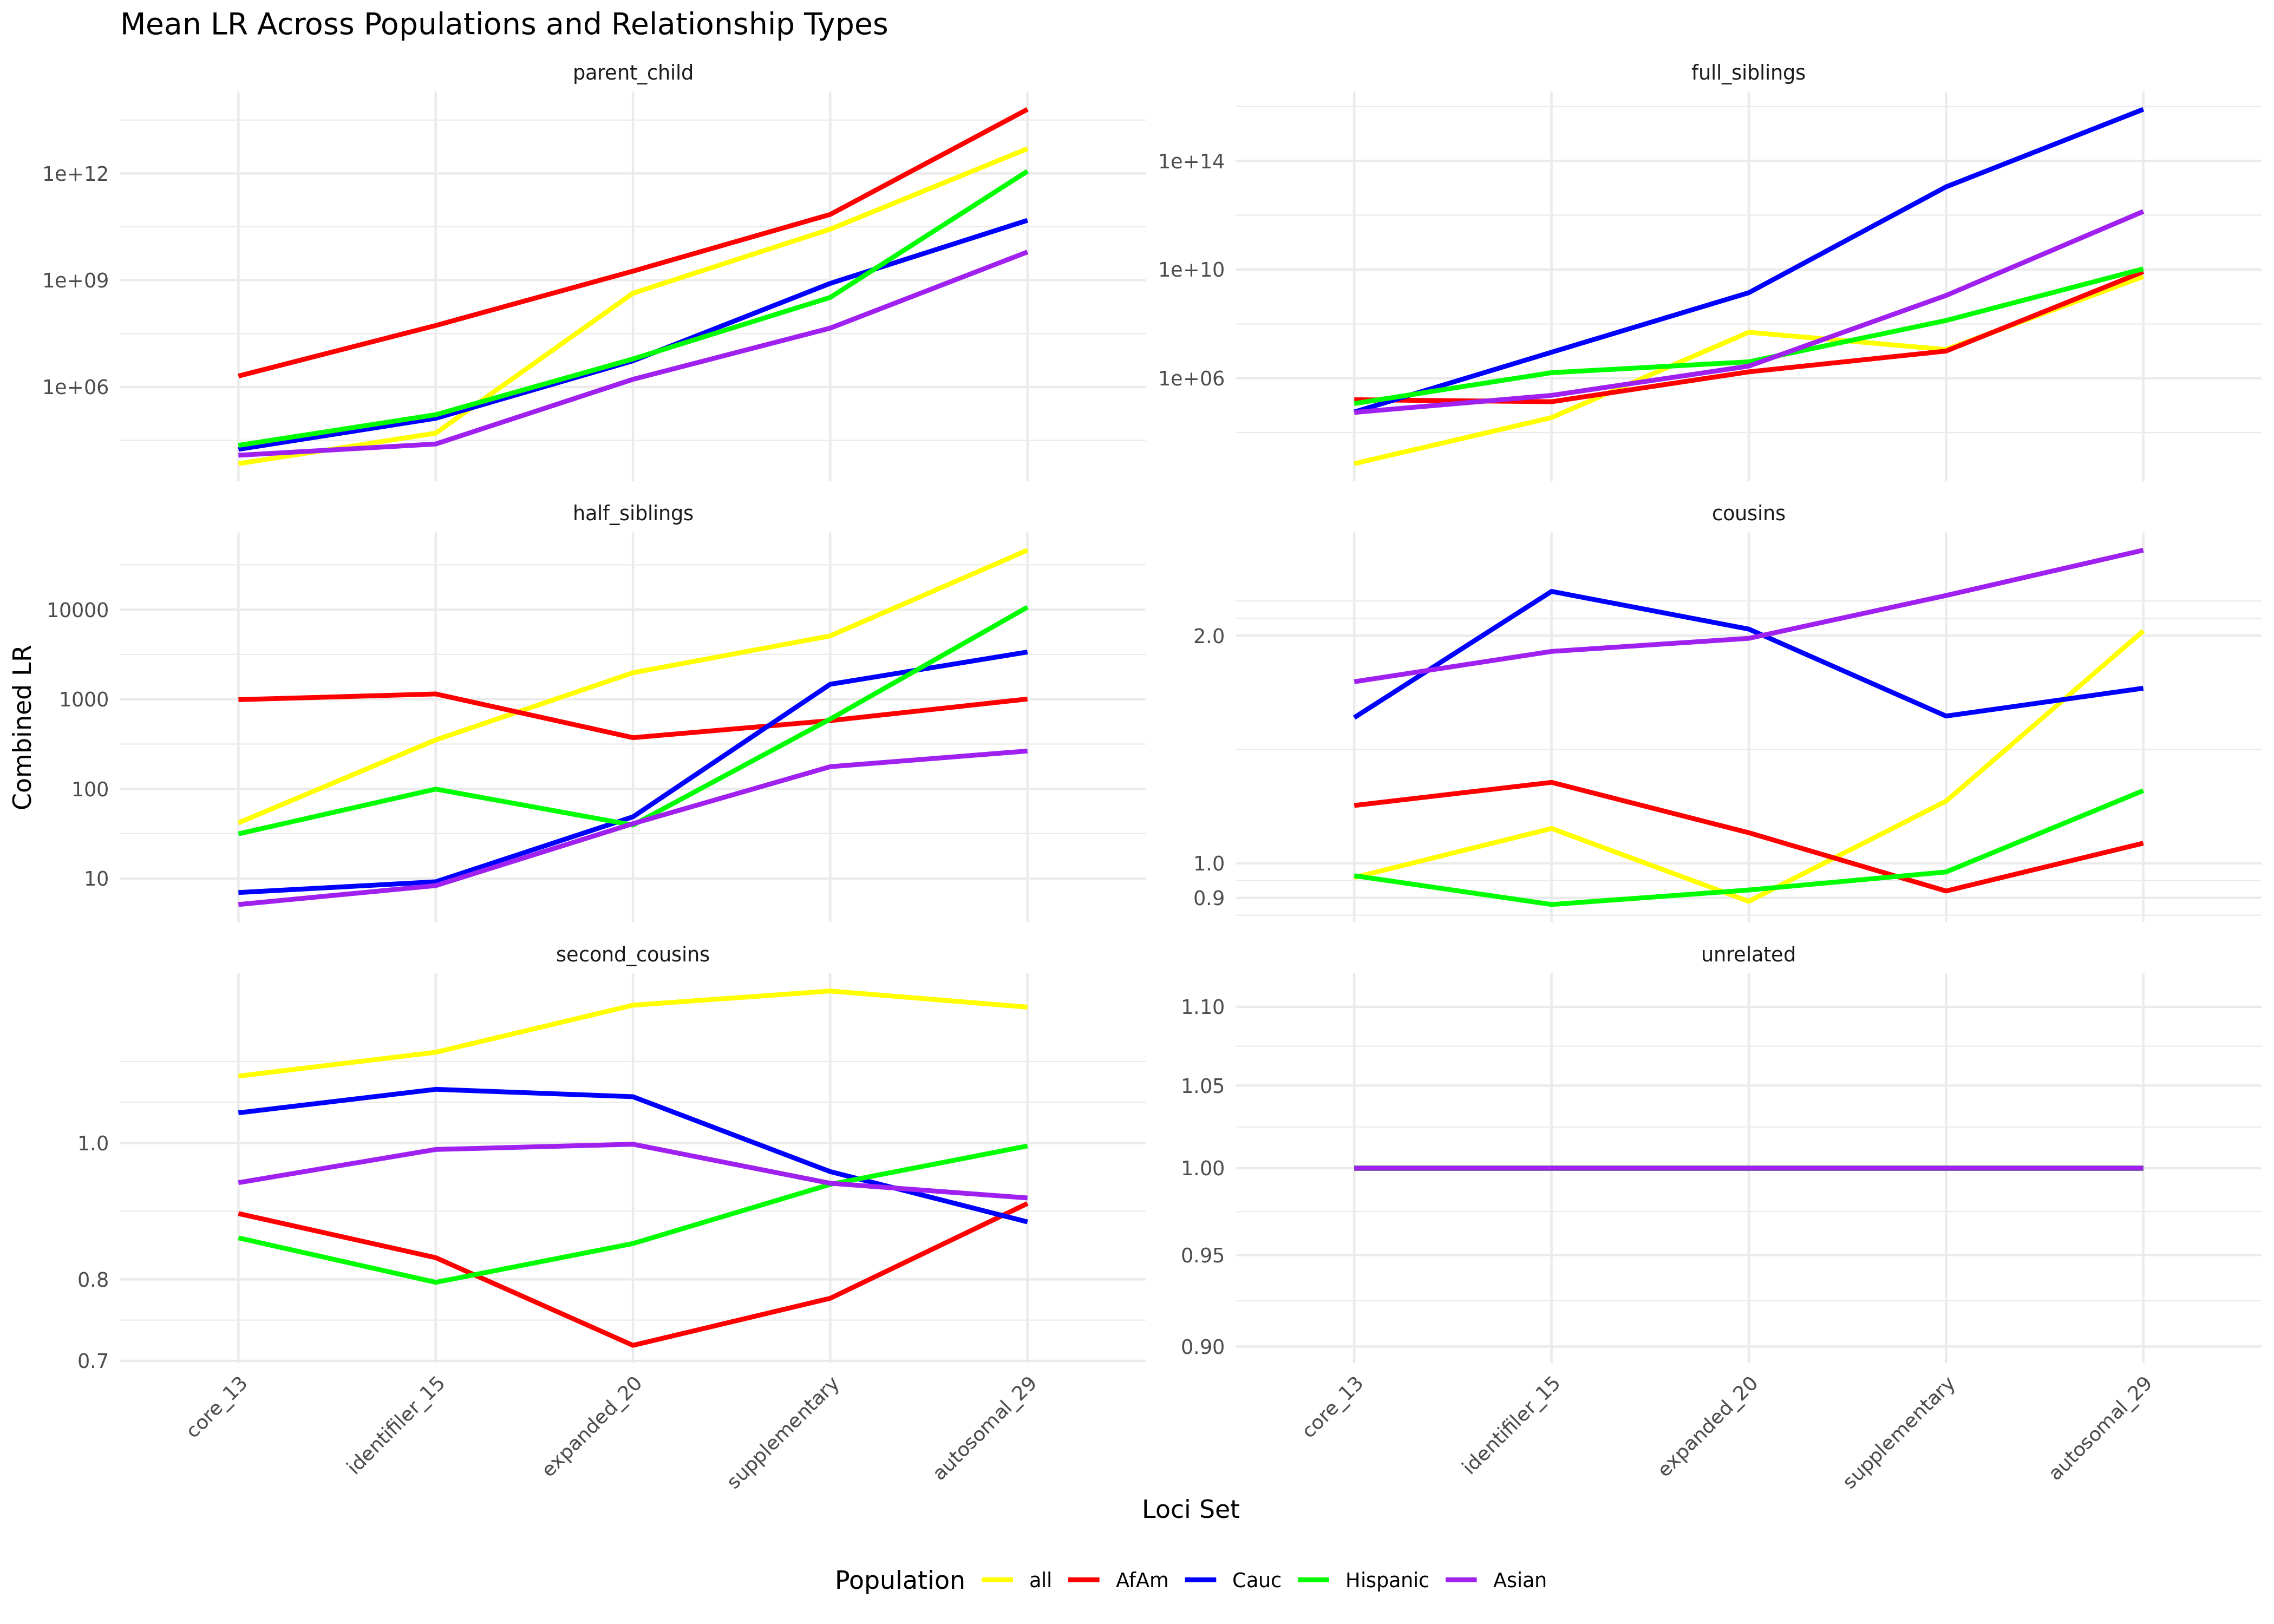 Mean LR Across Populations and Relationship Types
parent_child
full_siblings
1e+12
1e+09
1e+06
1e+14
1e+10
1e+06
half_siblings
cousins
Combined LR
10000
1000
100
10
2.0
1.0
0.9
second_cousins
unrelated
1.0
0.8
0.7
1.10
1.05
1.00
0.95
0.90
core_13
identifiler_15
expanded_20
supplementary
autosomal_29
core_13
identifiler_15
expanded_20
supplementary
autosomal_29
Loci Set
Population all AfAm Cauc Hispanic Asian